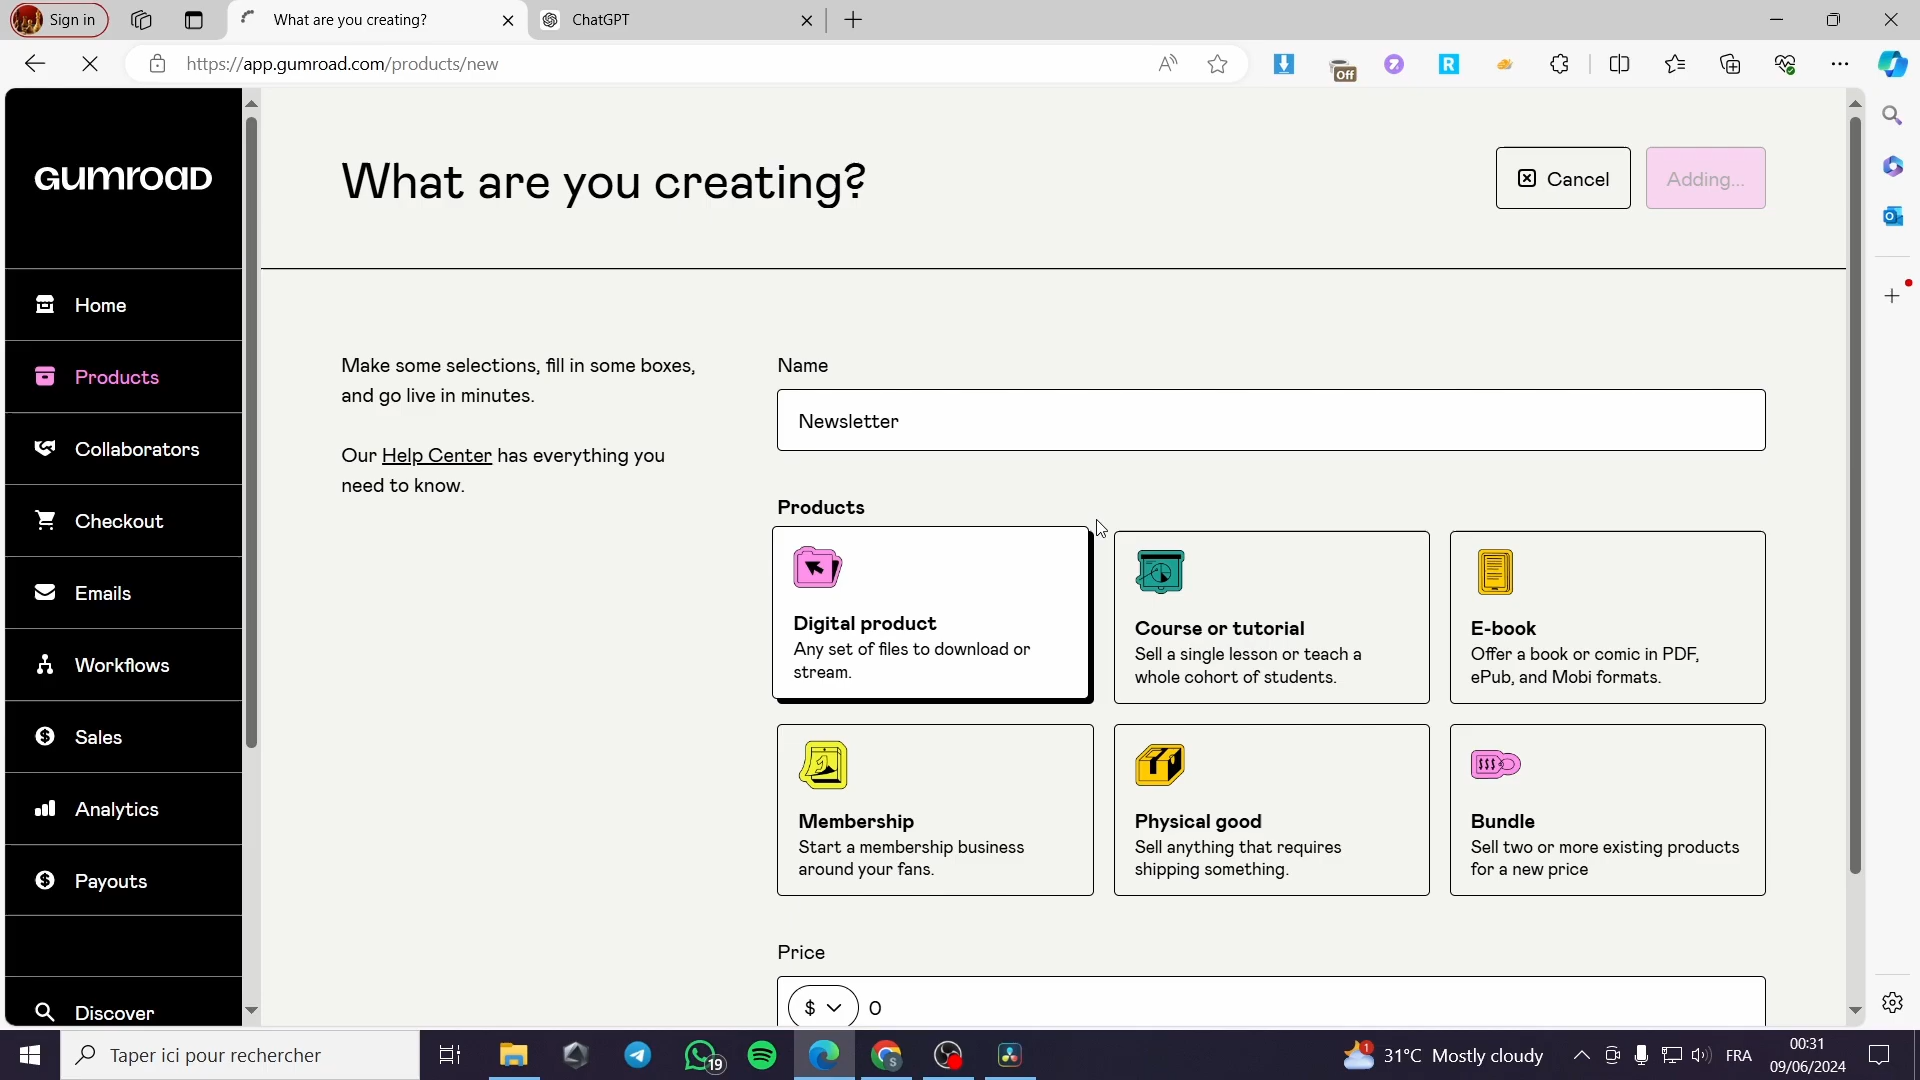 Sign in
What are you creating?
ChatGPT
https://app.gumroad.com/products/new
Off
GUMROAD
Home
Products
Collaborators
Checkout
Emails
Workflows
Sales
Analytics
Payouts
Discover
What are you creating?
Cancel
Adding...
Make some selections, fill in some boxes,
and go live in minutes.
Our Help Center has everything you
need to know.
Name
Newsletter
Products
Digital product
Any set of files to download or
stream.
Course or tutorial
Sell a single lesson or teach a
whole cohort of students.
E-book
Offer a book or comic in PDF,
ePub, and Mobi formats.
Membership
Start a membership business
around your fans.
Physical good
Sell anything that requires
shipping something.
Bundle
Sell two or more existing products
for a new price
Price
$ 0
Taper ici pour rechercher
19
1
31°C Mostly cloudy
FRA
00:31
09/06/2024